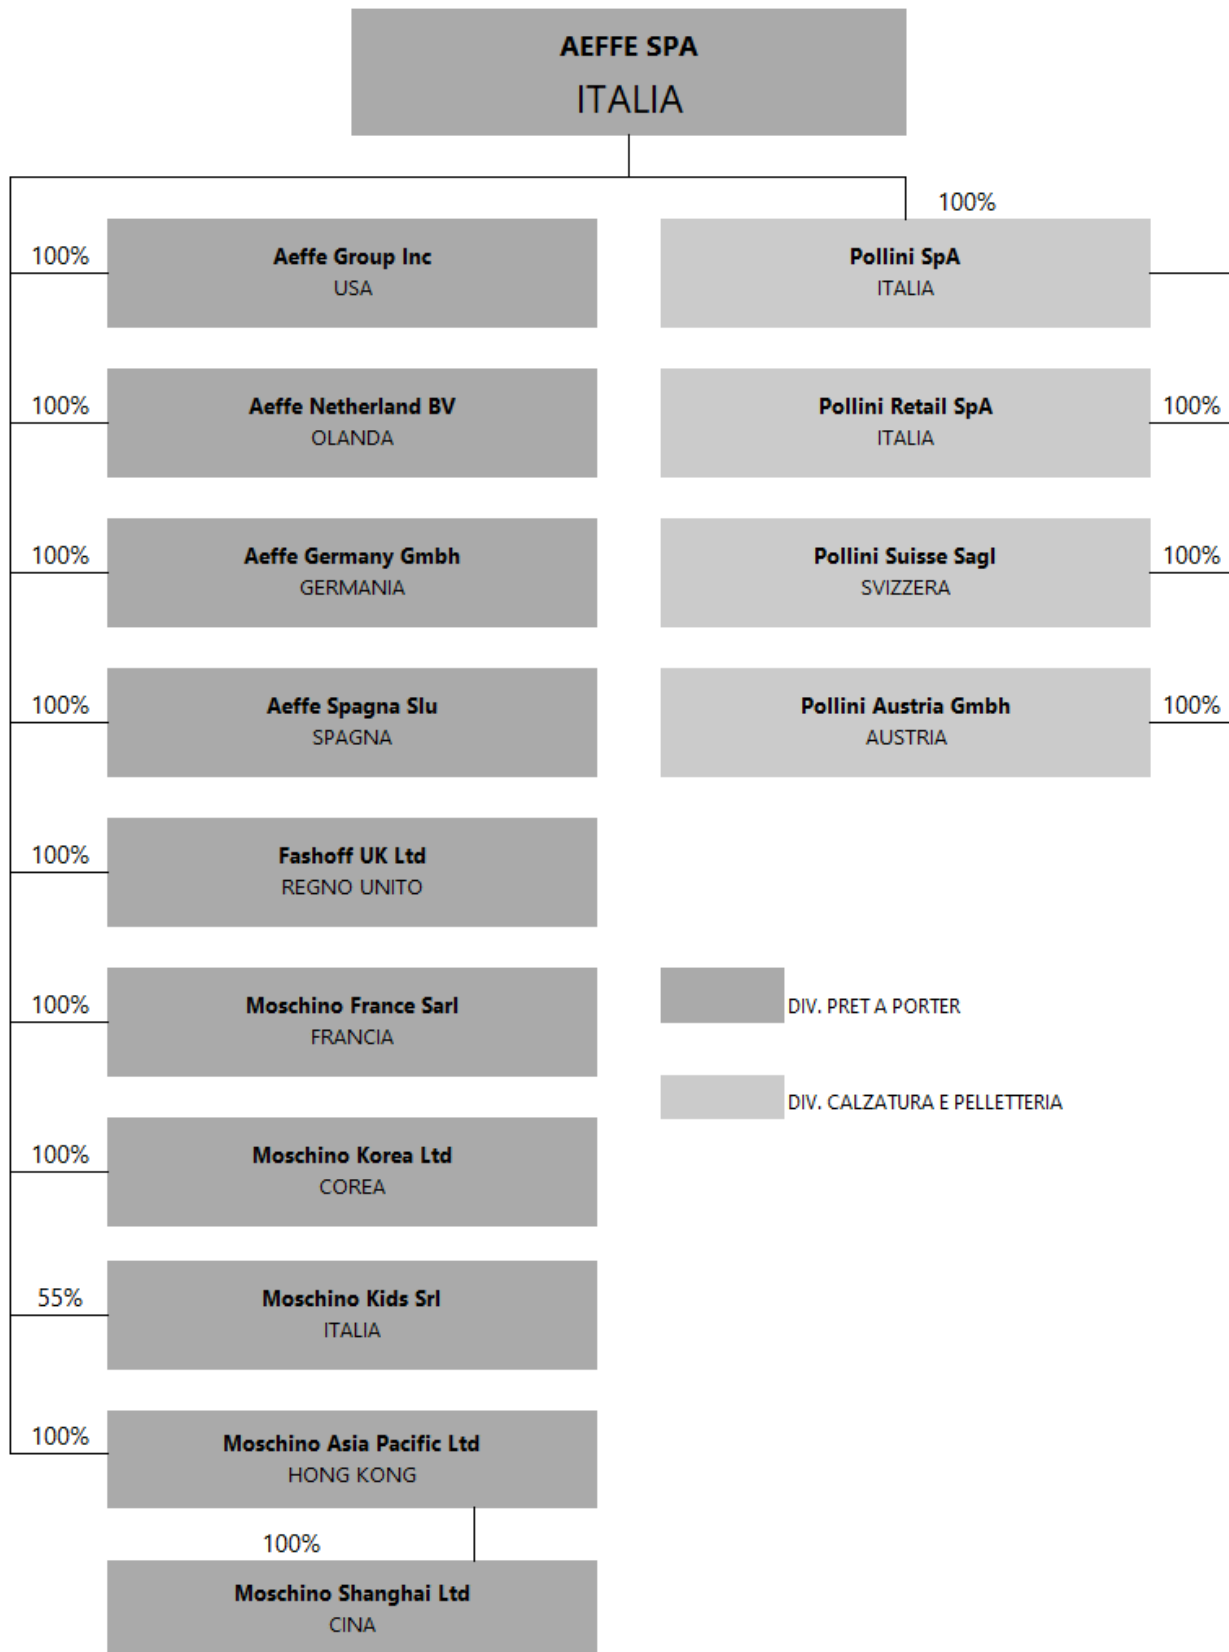 AEFFE SPA
ITALIA
100%
100%
Aeffe Group Inc
USA
Pollini SpA
ITALIA
100%
Aeffe Netherland BV
OLANDA
Pollini Retail SpA
ITALIA
100%
100%
Aeffe Germany Gmbh
GERMANIA
Pollini Suisse Sagl
SVIZZERA
100%
100%
Aeffe Spagna Slu
SPAGNA
Pollini Austria Gmbh
AUSTRIA
100%
100%
Fashoff UK Ltd
REGNO UNITO
100%
Moschino France Sarl
FRANCIA
DIV. PRET A PORTER
DIV. CALZATURA E PELLETTERIA
100%
Moschino Korea Ltd
COREA
55%
Moschino Kids Srl
ITALIA
100%
Moschino Asia Pacific Ltd
HONG KONG
100%
Moschino Shanghai Ltd
CINA